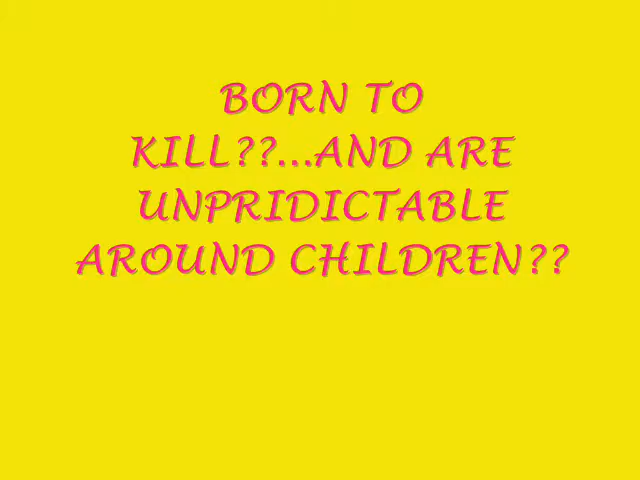 BORN TO
KILL??...AND ARE
UNPRIDICTABLE
AROUND CHILDREN??